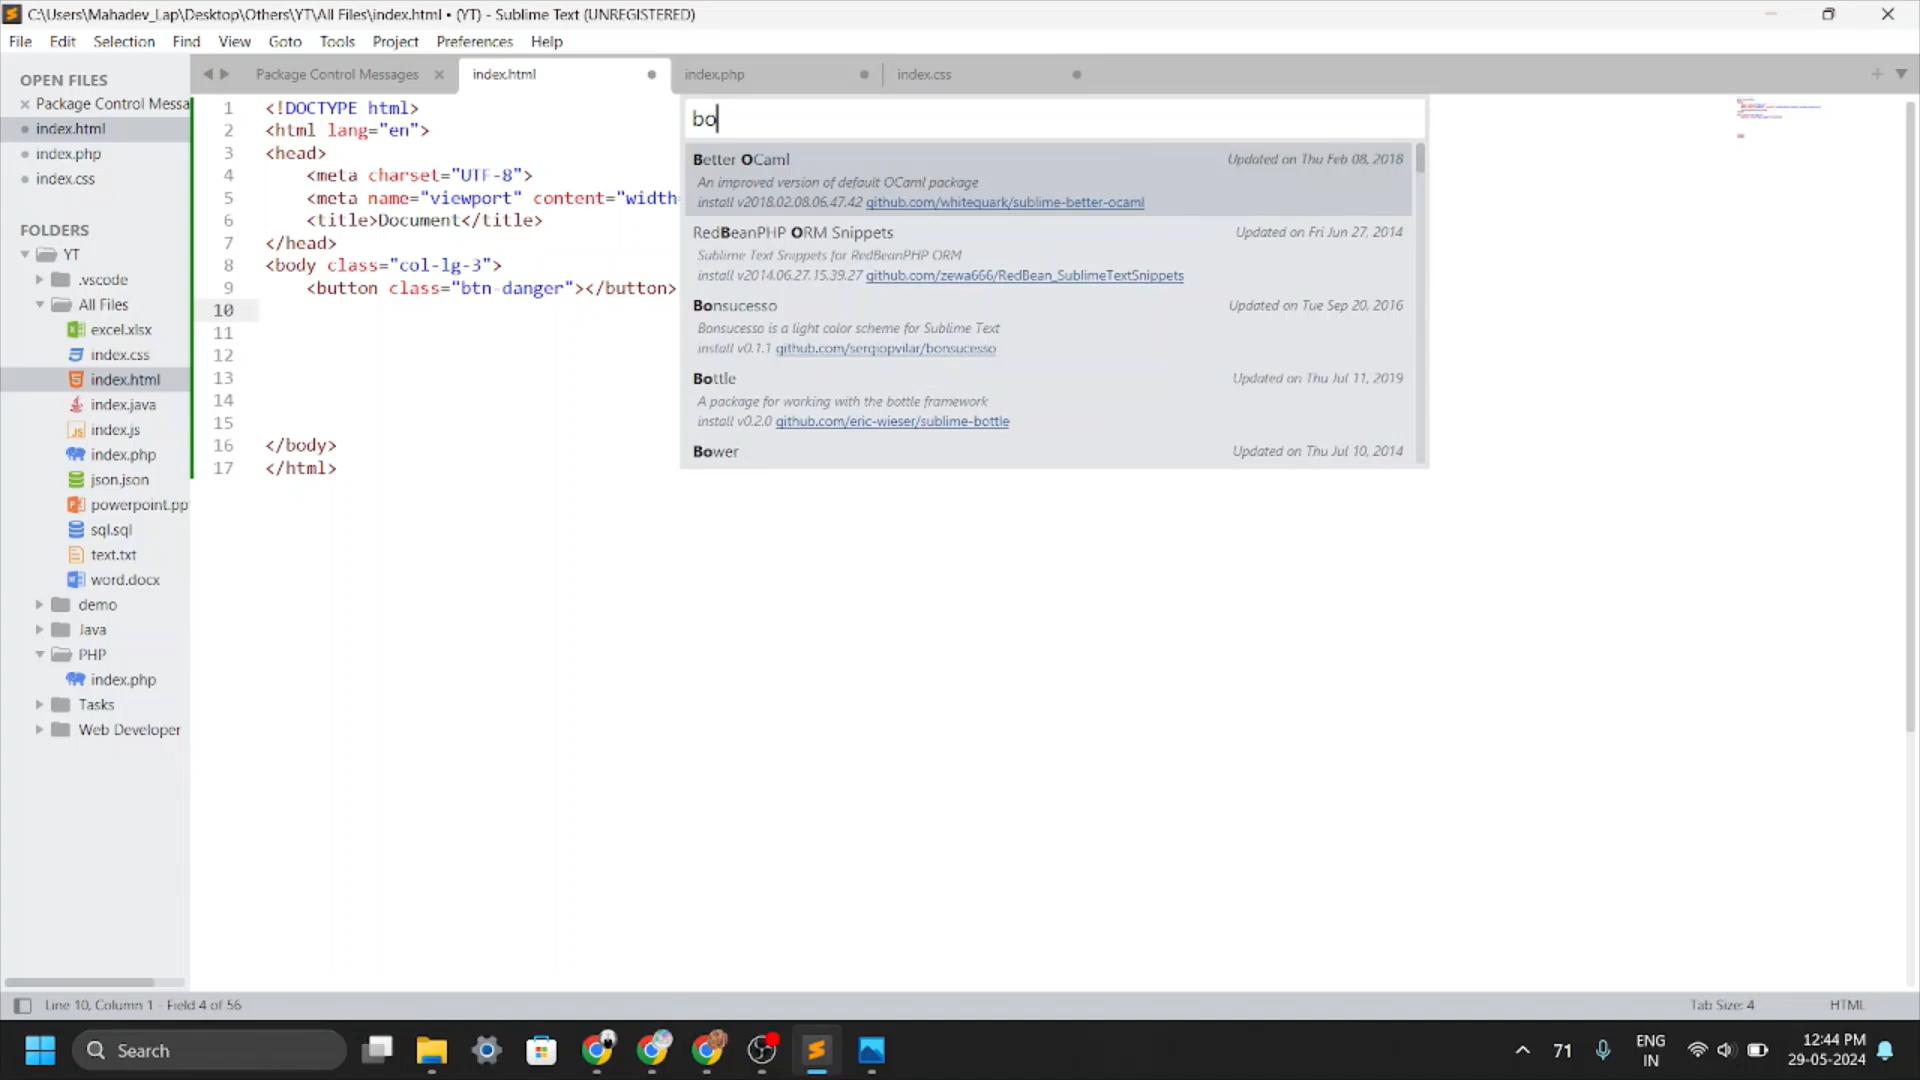 C:\Users\Mahadev_Lap\Desktop\Others\YT\All Files\index.html • (YT) - Sublime Text (UNREGISTERED)
File Edit Selection Find View Goto Tools Project Preferences Help
OPEN FILES
Package Control Messa
index.html
index.php
index.css
FOLDERS
YT
.vscode
All Files
excel.xlsx
index.css
index.html
index.java
index.js
index.php
json.json
powerpoint.pp
sql.sql
text.txt
word.docx
demo
Java
PHP
index.php
Tasks
Web Developer
Package Control Messages index.html index.php index.css
1 <!DOCTYPE html>
2 <html lang="en">
3 <head>
4 <meta charset="UTF-8">
5 <meta name="viewport" content="width
6 <title>Document</title>
7 </head>
8 <body class="col-lg-3">
9 <button class="btn-danger"></button>
10
11
12
13
14
15
16 </body>
17 </html>
bo
Better OCaml Updated on Thu Feb 08, 2018
An improved version of default OCaml package
install v2018.02.08.06.47.42 github.com/whitequark/sublime-better-ocaml
RedBeanPHP ORM Snippets Updated on Fri Jun 27, 2014
Sublime Text Snippets for RedBeanPHP ORM
install v2014.06.27.15.39.27 github.com/zewa666/RedBean_SublimeTextSnippets
Bonsucesso Updated on Tue Sep 20, 2016
Bonsucesso is a light color scheme for Sublime Text
install v0.1.1 github.com/sergiopvilar/bonsucesso
Bottle Updated on Thu Jul 11, 2019
A package for working with the bottle framework
install v0.2.0 github.com/eric-wieser/sublime-bottle
Bower Updated on Thu Jul 10, 2014
Line 10, Column 1 - Field 4 of 56 Tab Size: 4 HTML
Search
71
ENG
IN
12:44 PM
29-05-2024